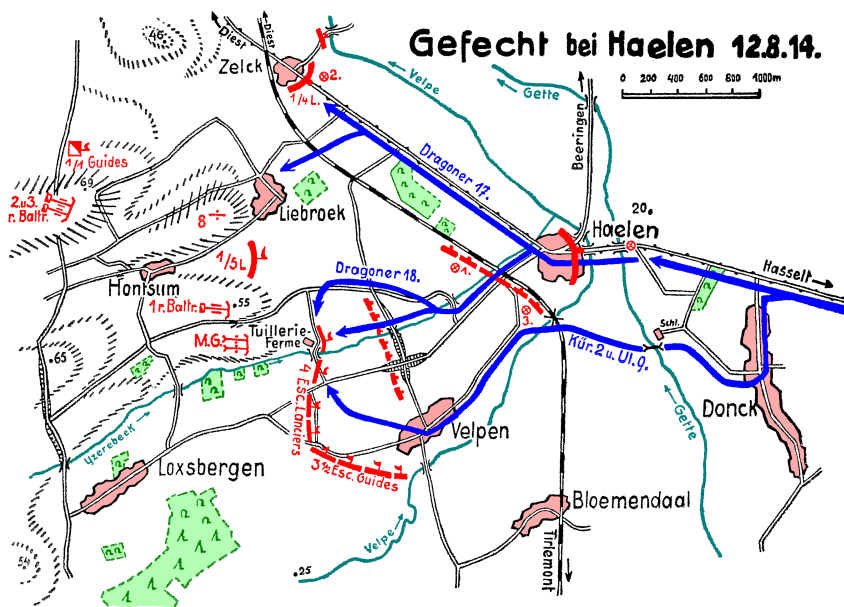 Gefecht bei Haelen 12.8.14.
0 200 400 600 800 1000m
46
Diest
Diest
Zelck
⊗2.
1/4 L.
Velpe
Gette
Beeringen
1/1 Guides
69
2.u.3.
r. Battr.
8
Liebroek
Dragoner 17.
20.
Haelen
Hasselt
1/5 L
Hontsum
⊗1.
Dragoner 18.
1 r. Battr.
.55
⊗3.
M.G.
Tuillerie-
Ferme
Schl.
.65
Kür. 2 u. Ul. 9.
4 Esc. Lanciers
Donck
Velpen
Gette
Yzerebeck
Loxsbergen
3½ Esc. Guides
Bloemendaal
Velpe
54
.25
Tirlemont